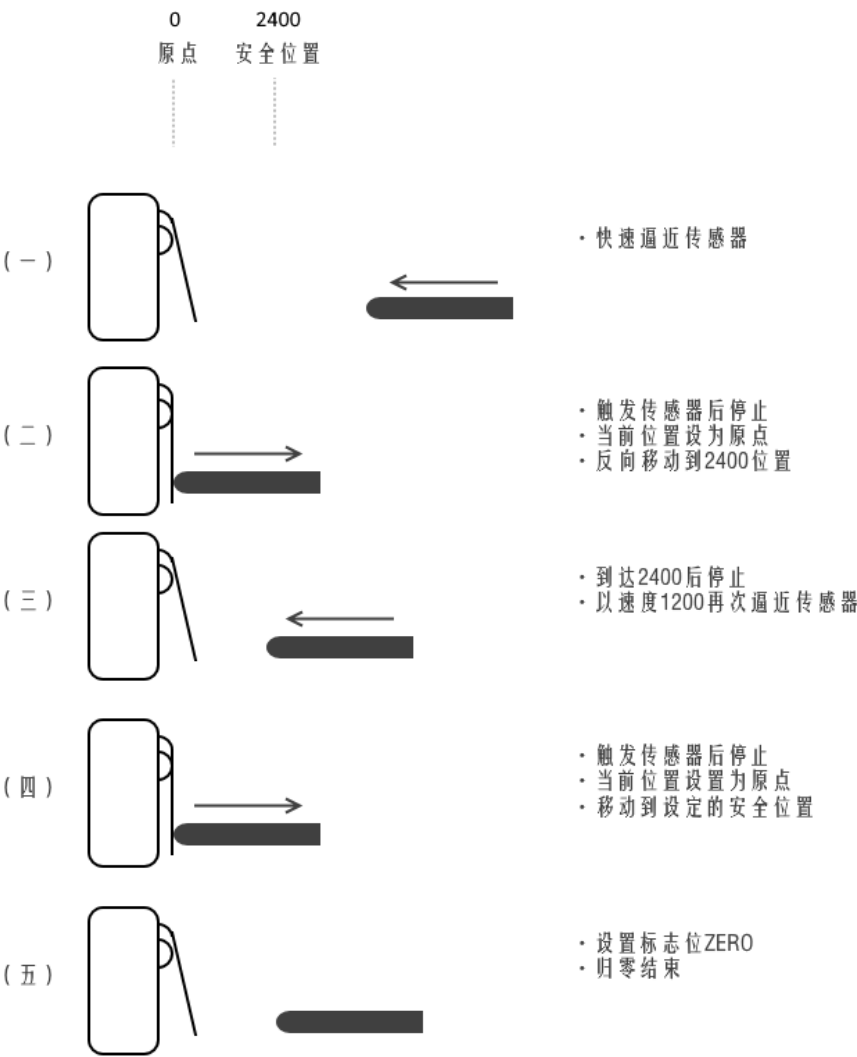 0 2400
原点 安全位置
(一)
· 快速逼近传感器
(二)
· 触发传感器后停止
· 当前位置设为原点
· 反向移动到2400位置
(三)
· 到达2400后停止
· 以速度1200再次逼近传感器
(四)
· 触发传感器后停止
· 当前位置设置为原点
· 移动到设定的安全位置
(五)
· 设置标志位ZERO
· 归零结束